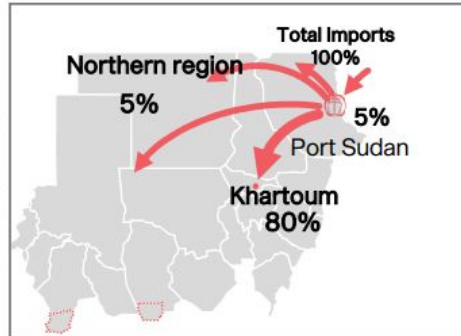 Total imports
100%
Northern region
5%
5%
Port Sudan
Khartoum
80%